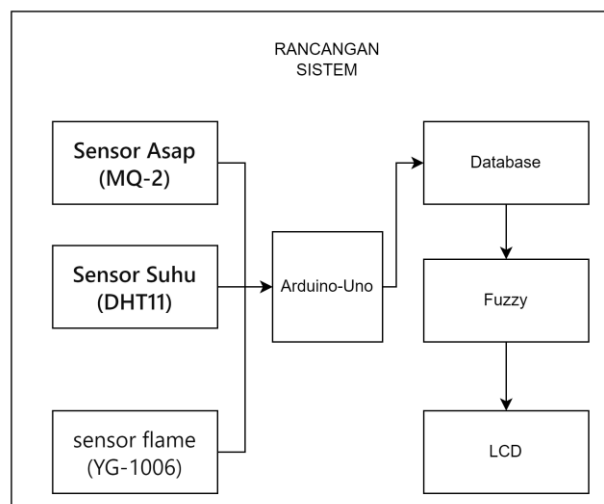 RANCANGAN
SISTEM
Sensor Asap
(MQ-2)
Sensor Suhu
(DHT11)
sensor flame
(YG-1006)
Arduino-Uno
Database
Fuzzy
LCD